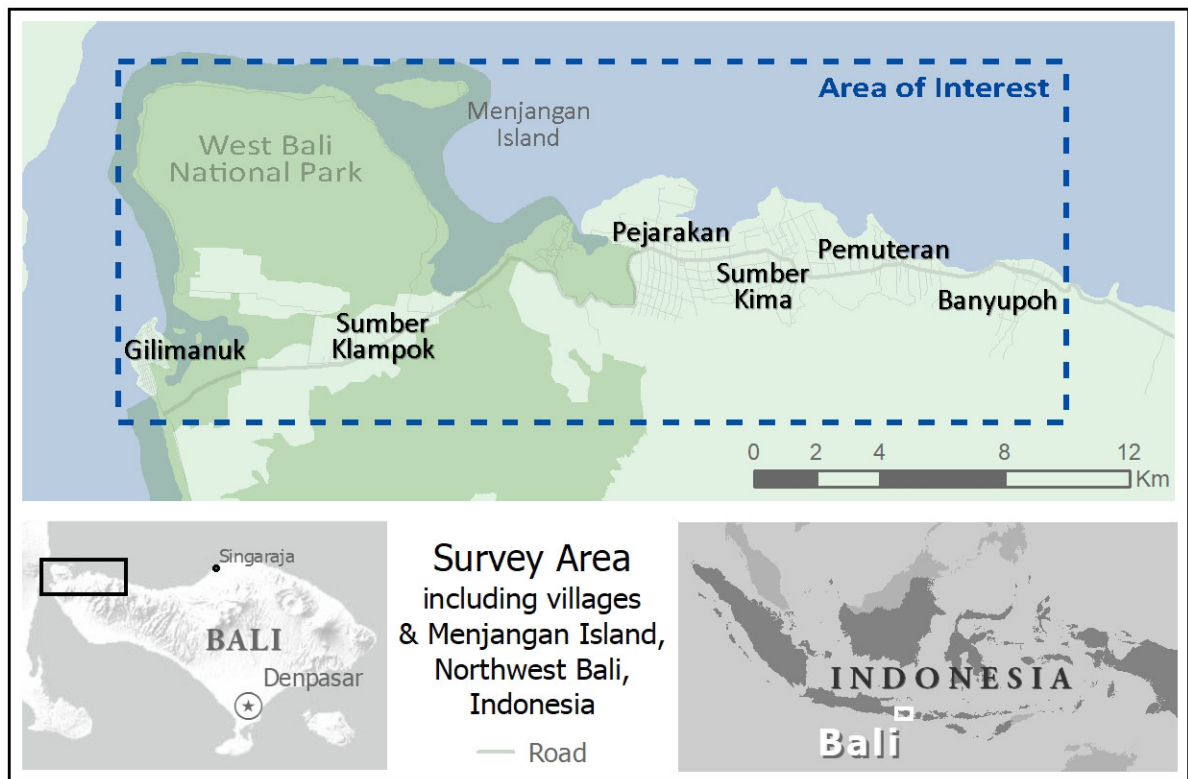 Area of Interest
Menjangan
Island
West Bali
National Park
Pejarakan
Pemuteran
Sumber
Kima
Banyupoh
Sumber
Klampok
Gilimanuk
0 2 4 8 12
Km
Singaraja
BALI
Denpasar
Survey Area
including villages
& Menjangan Island,
Northwest Bali,
Indonesia
Road
INDONESIA
Bali